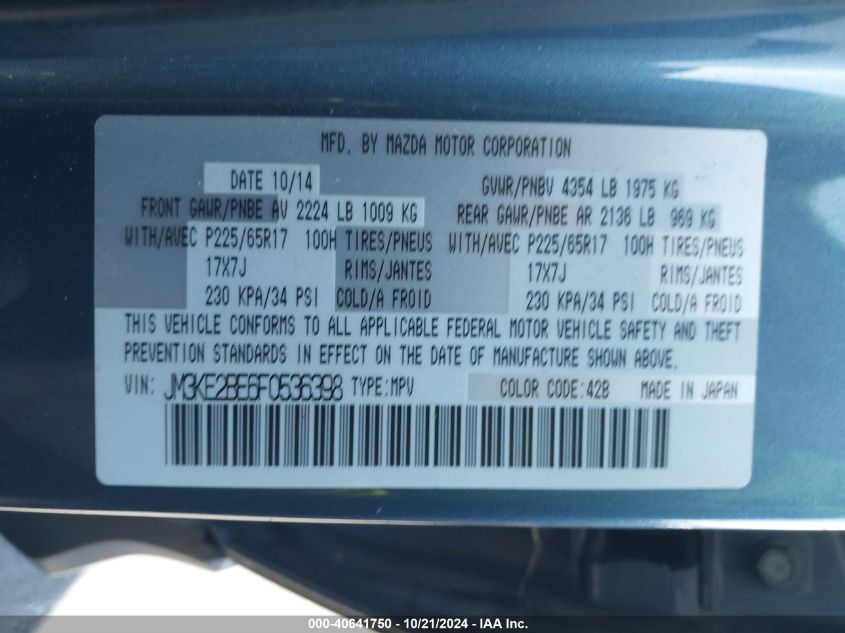 MFD. BY MAZDA MOTOR CORPORATION
DATE 10/14 GVWR/PNBV 4354 LB 1975 KG
FRONT GAWR/PNBE AV 2224 LB 1009 KG REAR GAWR/PNBE AR 2136 LB 969 KG
WITH/AVEC P225/65R17 100H TIRES/PNEUS WITH/AVEC P225/65R17 100H TIRES/PNEUS
17X7J RIMS/JANTES 17X7J RIMS/JANTES
230 KPA/34 PSI COLD/A FROID 230 KPA/34 PSI COLD/A FROID
THIS VEHICLE CONFORMS TO ALL APPLICABLE FEDERAL MOTOR VEHICLE SAFETY AND THEFT
PREVENTION STANDARDS IN EFFECT ON THE DATE OF MANUFACTURE SHOWN ABOVE.
VIN: JM3KE2BE6F0536398 TYPE:MPV COLOR CODE:42B MADE IN JAPAN
000-40641750 - 10/21/2024 - IAA Inc.